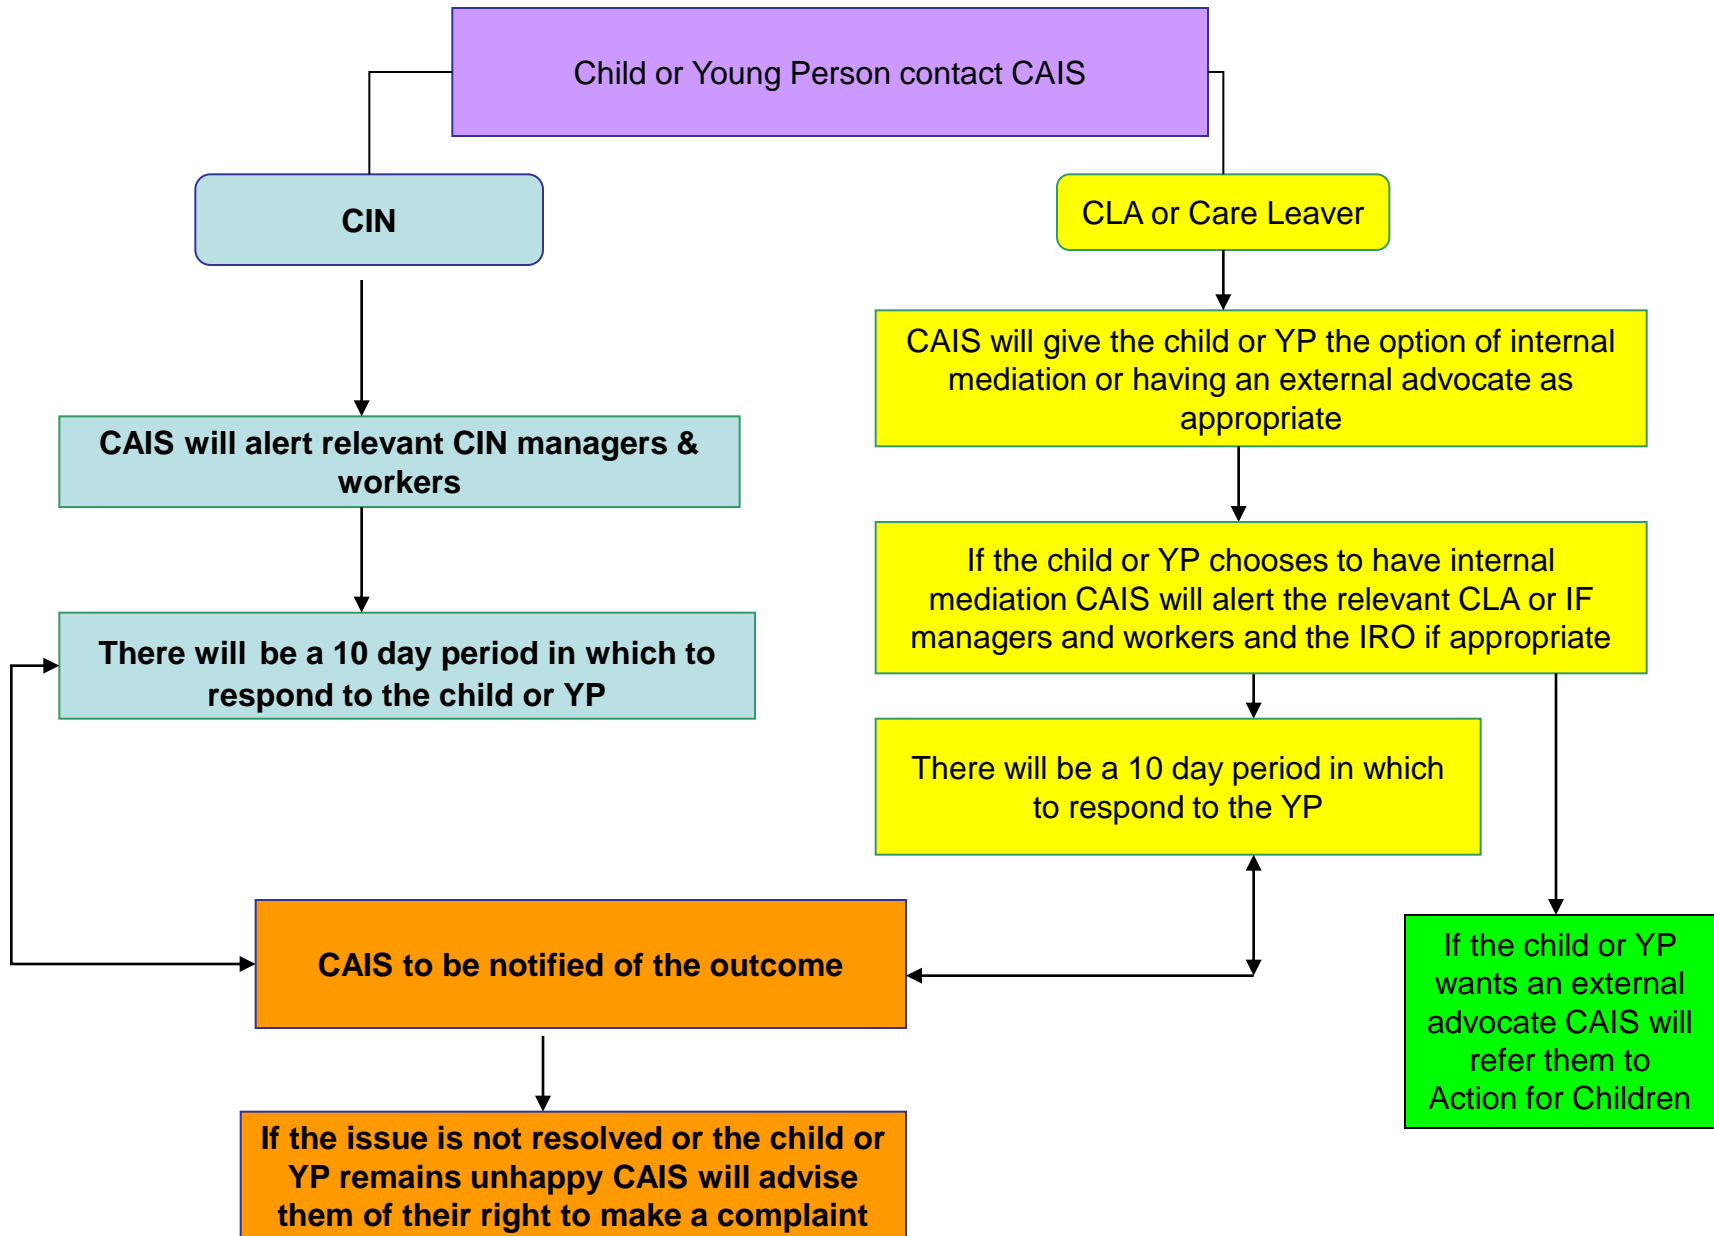 Child or Young Person contact CAIS
CIN
CLA or Care Leaver
CAIS will give the child or YP the option of internal
mediation or having an external advocate as
appropriate
CAIS will alert relevant CIN managers &
workers
If the child or YP chooses to have internal
mediation CAIS will alert the relevant CLA or IF
managers and workers and the IRO if appropriate
There will be a 10 day period in which to
respond to the child or YP
There will be a 10 day period in which
to respond to the YP
CAIS to be notified of the outcome
If the child or YP
wants an external
advocate CAIS will
refer them to
Action for Children
If the issue is not resolved or the child or
YP remains unhappy CAIS will advise
them of their right to make a complaint